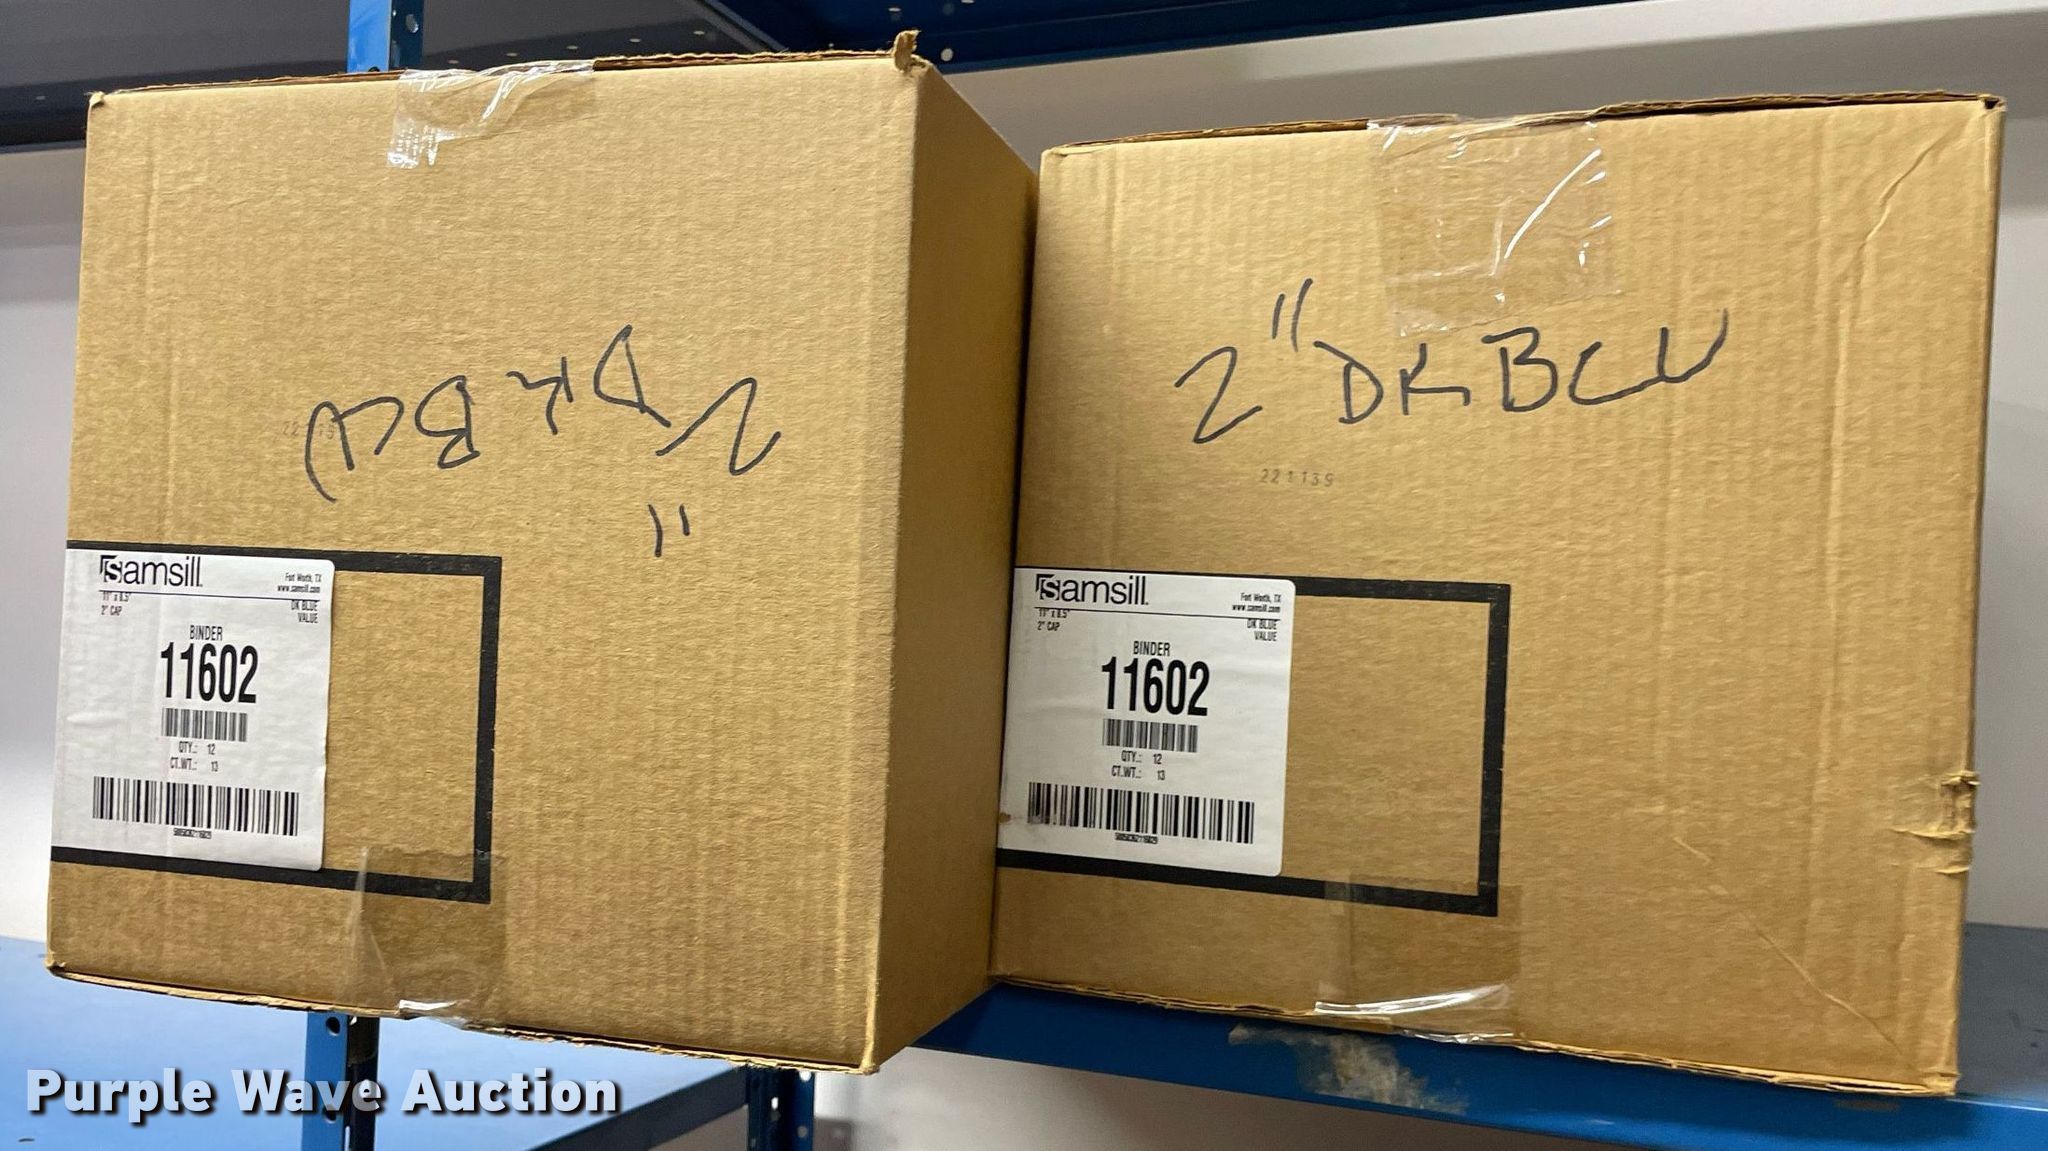 2" DK BLU
Samsill
Fort Worth, TX
www.samsill.com
11" x 8.5"
DK BLUE
2" CAP
VALUE
BINDER
11602
QTY.: 12
CT.WT.: 13
2" DK BLU
221139
Samsill
Fort Worth, TX
www.samsill.com
11" x 8.5"
DK BLUE
2" CAP
VALUE
BINDER
11602
QTY.: 12
CT.WT.: 13
Purple Wave Auction